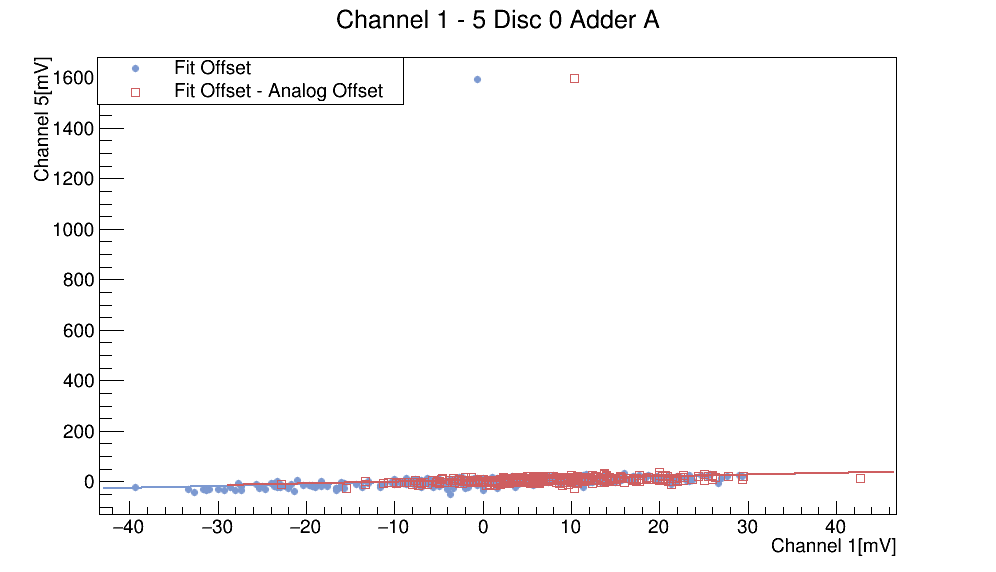 Channel 1 - 5 Disc 0 Adder A
Fit Offset
Fit Offset - Analog Offset
Channel 5[mV]
1600
1400
1200
1000
800
600
400
200
0
−40 −30 −20 −10 0 10 20 30 40
Channel 1[mV]